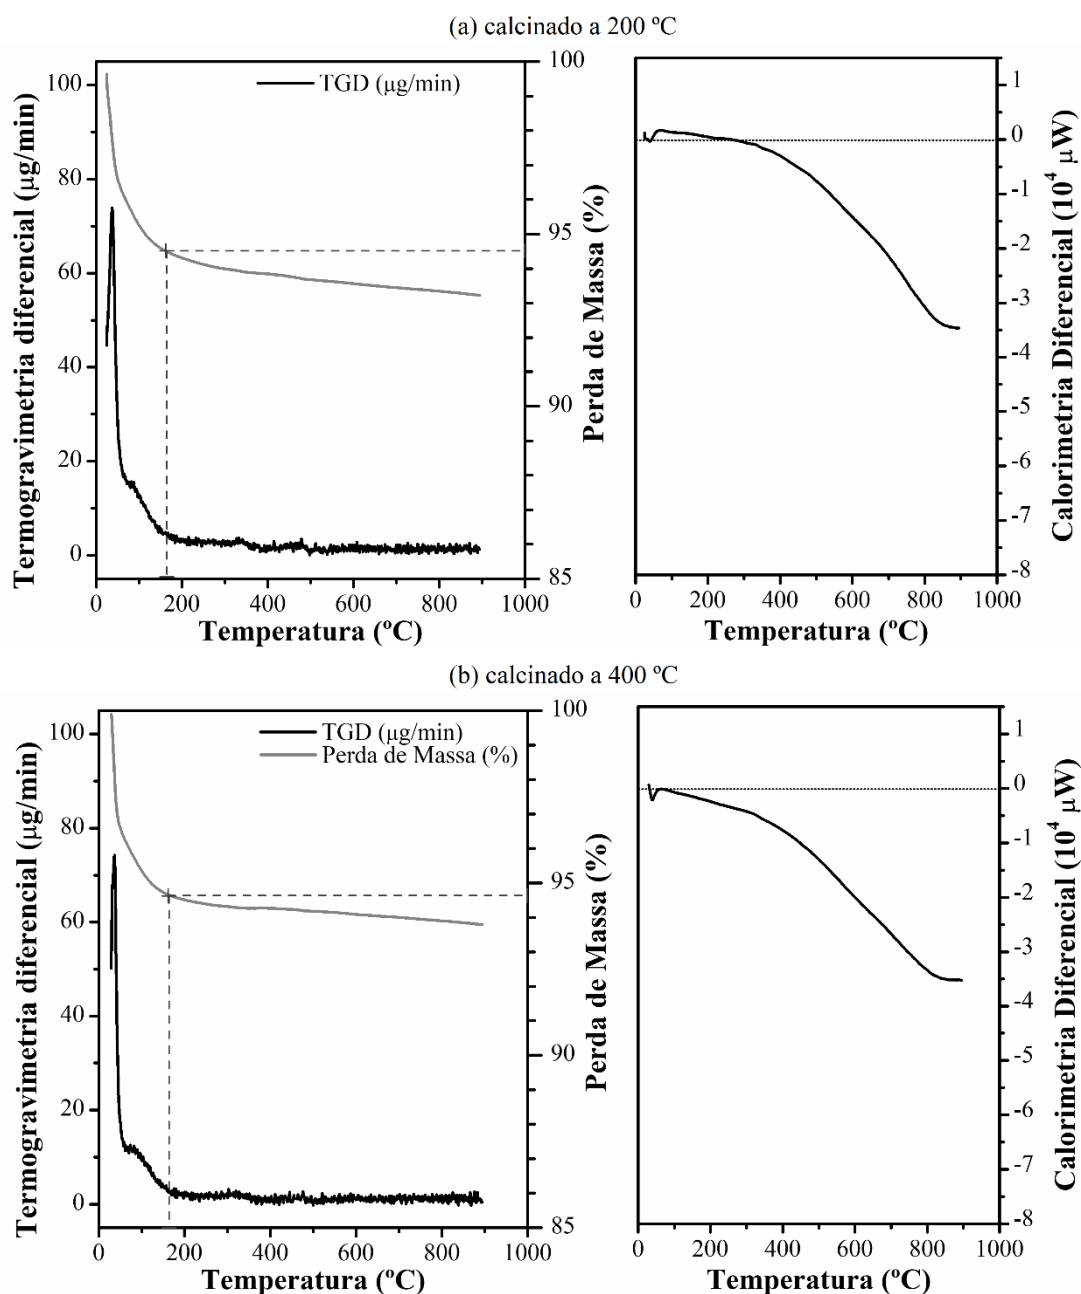 (a) calcinado a 200 ºC
Termogravimetria diferencial (μg/min)
100
80
60
40
20
0
TGD (μg/min)
100
95
90
85
Perda de Massa (%)
0 200 400 600 800 1000
Temperatura (ºC)
1
0
-1
-2
-3
-4
-5
-6
-7
-8
Calorimetria Diferencial (10⁴ μW)
0 200 400 600 800 1000
Temperatura (ºC)
(b) calcinado a 400 ºC
Termogravimetria diferencial (μg/min)
100
80
60
40
20
0
TGD (μg/min)
Perda de Massa (%)
100
95
90
85
Perda de Massa (%)
0 200 400 600 800 1000
Temperatura (ºC)
1
0
-1
-2
-3
-4
-5
-6
-7
-8
Calorimetria Diferencial (10⁴ μW)
0 200 400 600 800 1000
Temperatura (ºC)